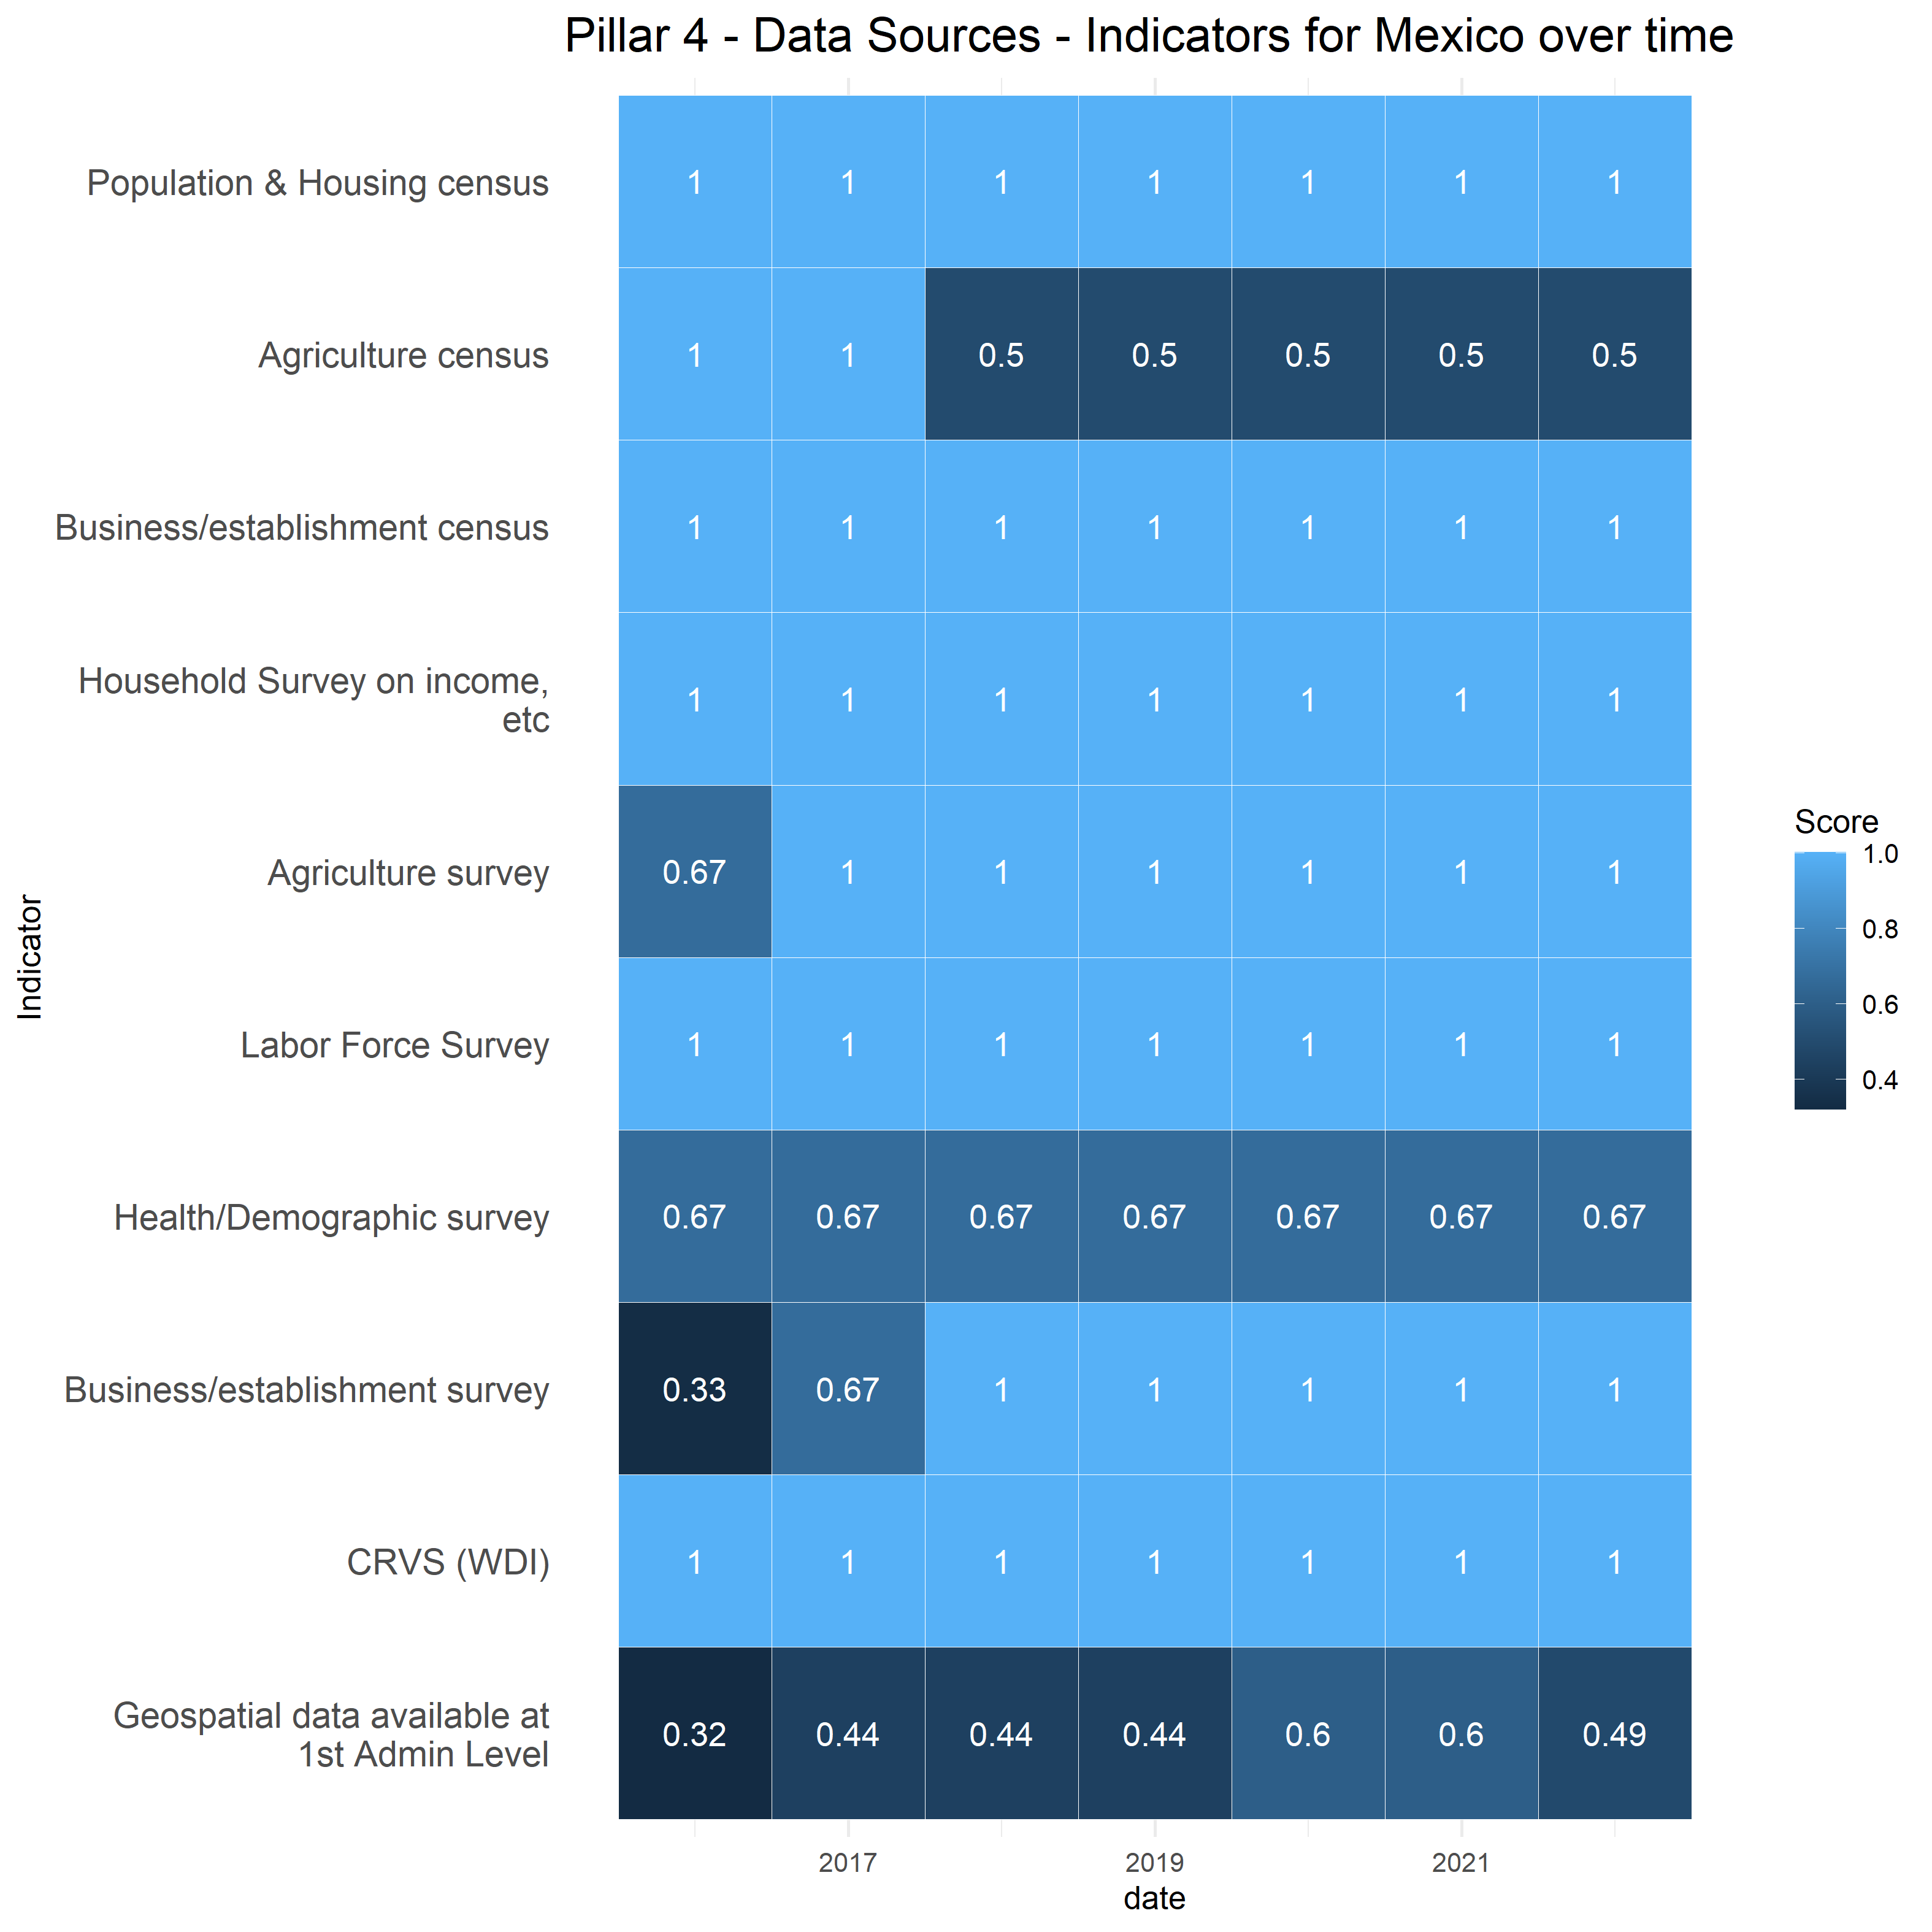 Pillar 4 - Data Sources - Indicators for Mexico over time
Population & Housing census
1 1 1 1 1 1 1
Agriculture census
1 1 0.5 0.5 0.5 0.5 0.5
Business/establishment census
1 1 1 1 1 1 1
Household Survey on income,
etc
1 1 1 1 1 1 1
Agriculture survey
0.67 1 1 1 1 1 1
Labor Force Survey
1 1 1 1 1 1 1
Health/Demographic survey
0.67 0.67 0.67 0.67 0.67 0.67 0.67
Business/establishment survey
0.33 0.67 1 1 1 1 1
CRVS (WDI)
1 1 1 1 1 1 1
Geospatial data available at
1st Admin Level
0.32 0.44 0.44 0.44 0.6 0.6 0.49
2017 2019 2021
date
Indicator
Score
1.0
0.8
0.6
0.4